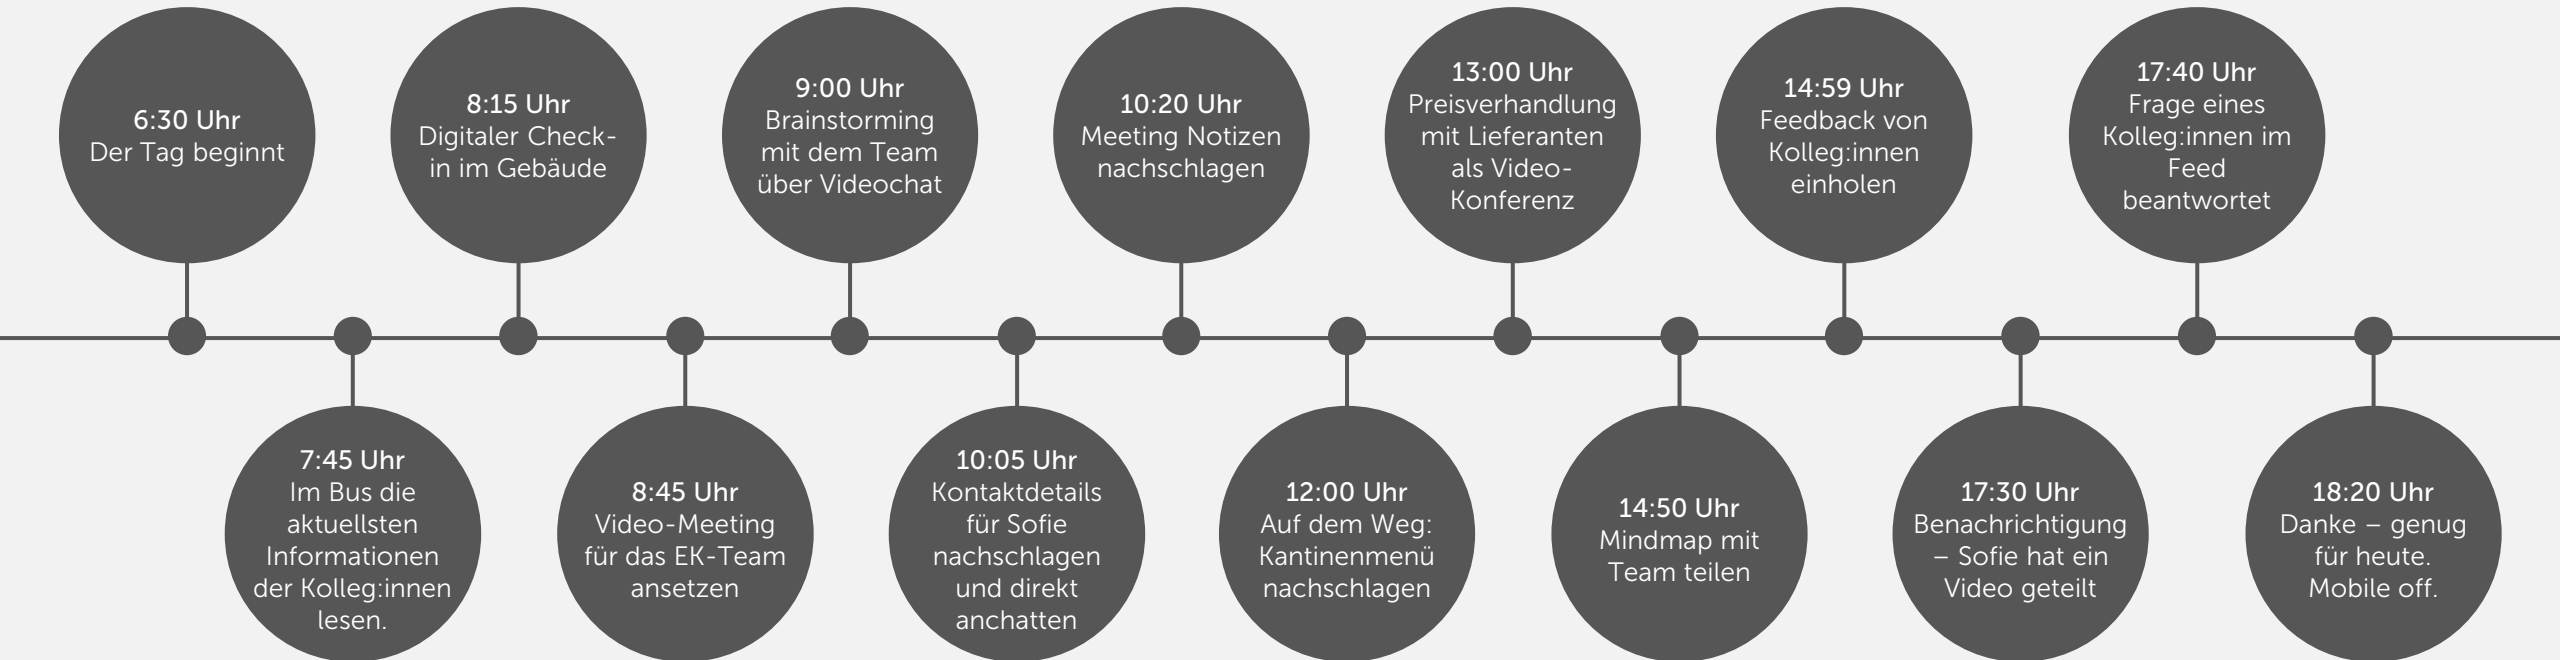 6:30 Uhr
Der Tag beginnt
7:45 Uhr
Im Bus die
aktuellsten
Informationen
der Kolleg:innen
lesen.
8:15 Uhr
Digitaler Check-
in im Gebäude
8:45 Uhr
Video-Meeting
für das EK-Team
ansetzen
9:00 Uhr
Brainstorming
mit dem Team
über Videochat
10:05 Uhr
Kontaktdetails
für Sofie
nachschlagen
und direkt
anchatten
10:20 Uhr
Meeting Notizen
nachschlagen
12:00 Uhr
Auf dem Weg:
Kantinenmenü
nachschlagen
13:00 Uhr
Preisverhandlung
mit Lieferanten
als Video-
Konferenz
14:50 Uhr
Mindmap mit
Team teilen
14:59 Uhr
Feedback von
Kolleg:innen
einholen
17:30 Uhr
Benachrichtigung
– Sofie hat ein
Video geteilt
17:40 Uhr
Frage eines
Kolleg:innen im
Feed
beantwortet
18:20 Uhr
Danke – genug
für heute.
Mobile off.